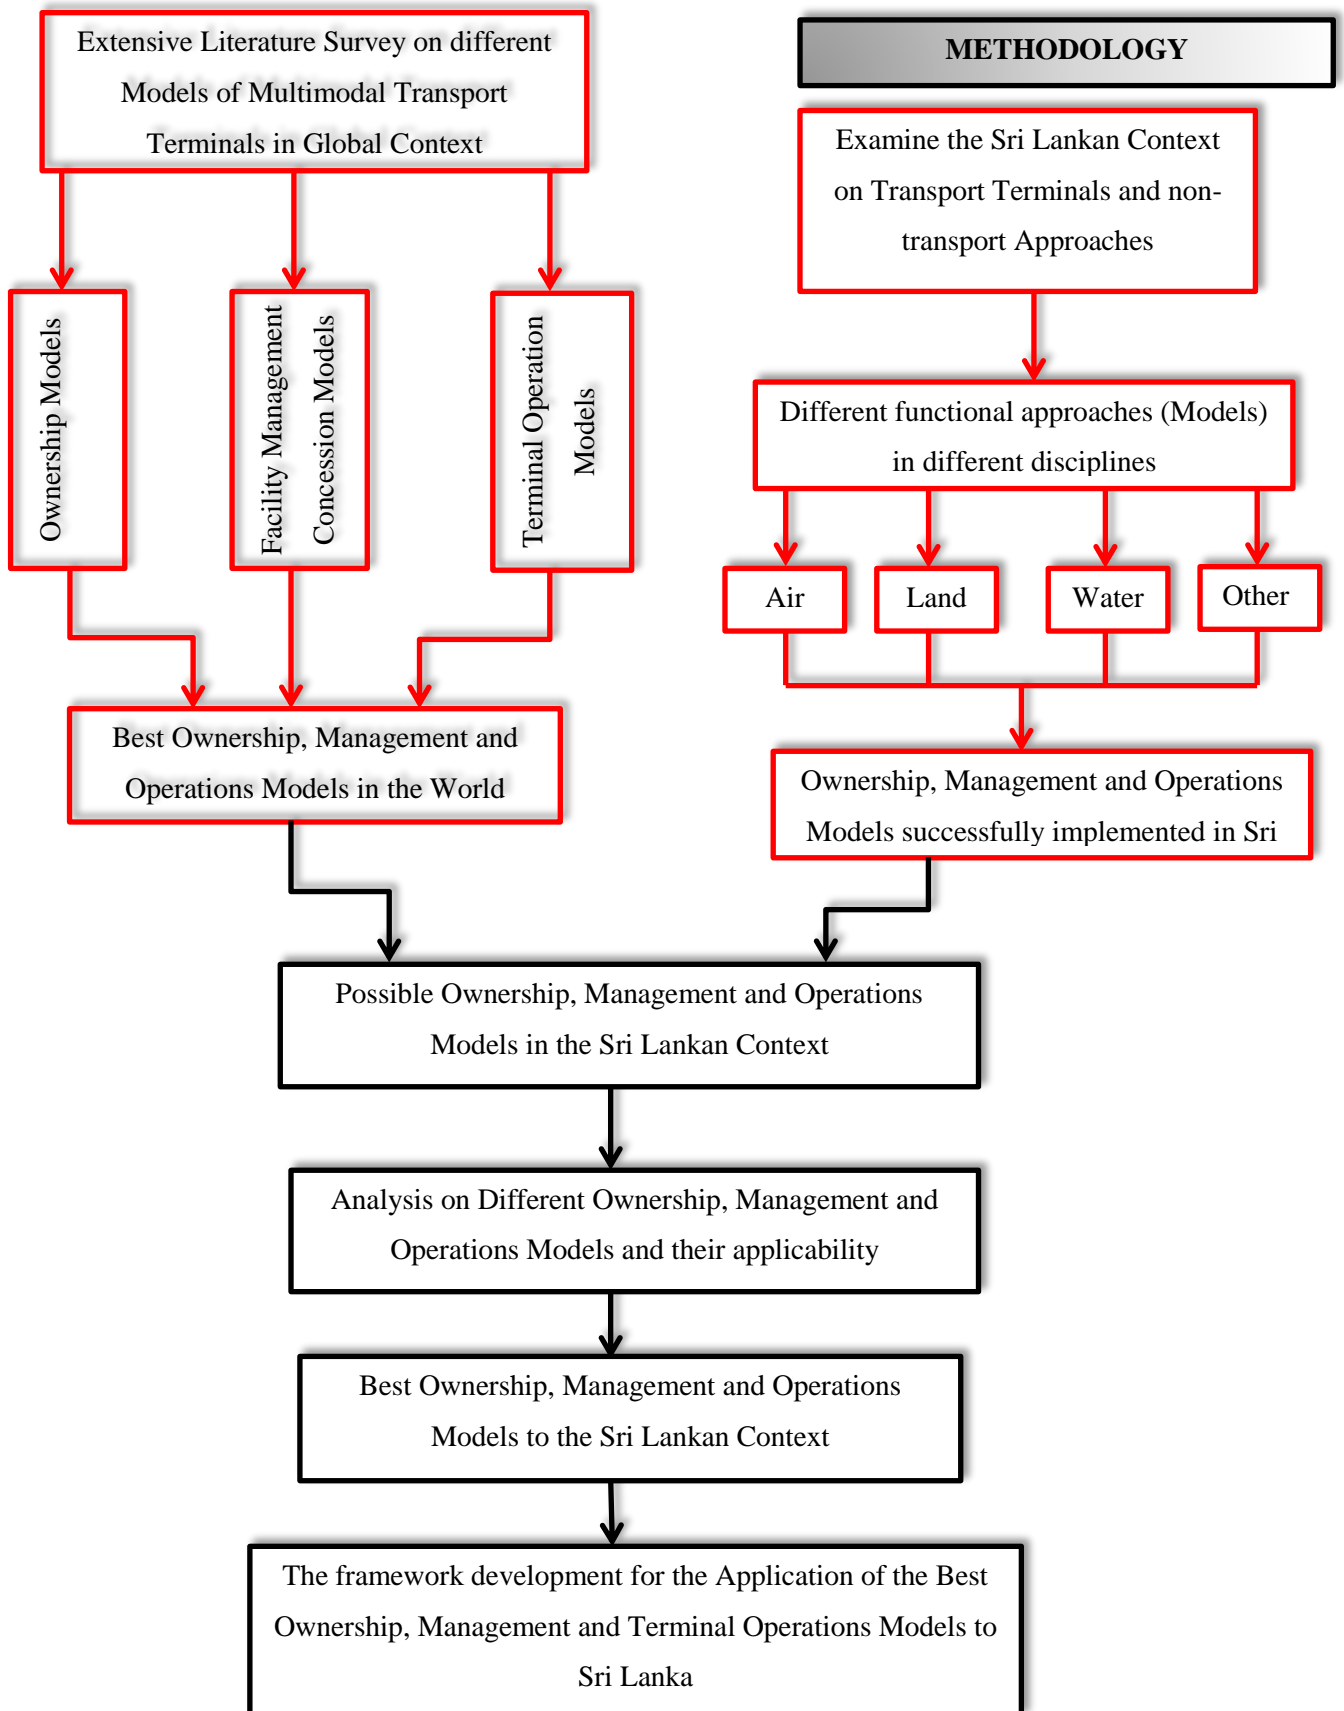 Extensive Literature Survey on different
Models of Multimodal Transport
Terminals in Global Context
METHODOLOGY
Examine the Sri Lankan Context
on Transport Terminals and non-
transport Approaches
Ownership Models
Facility Management
Concession Models
Terminal Operation
Models
Different functional approaches (Models)
in different disciplines
Air
Land
Water
Other
Best Ownership, Management and
Operations Models in the World
Ownership, Management and Operations
Models successfully implemented in Sri
Possible Ownership, Management and Operations
Models in the Sri Lankan Context
Analysis on Different Ownership, Management and
Operations Models and their applicability
Best Ownership, Management and Operations
Models to the Sri Lankan Context
The framework development for the Application of the Best
Ownership, Management and Terminal Operations Models to
Sri Lanka